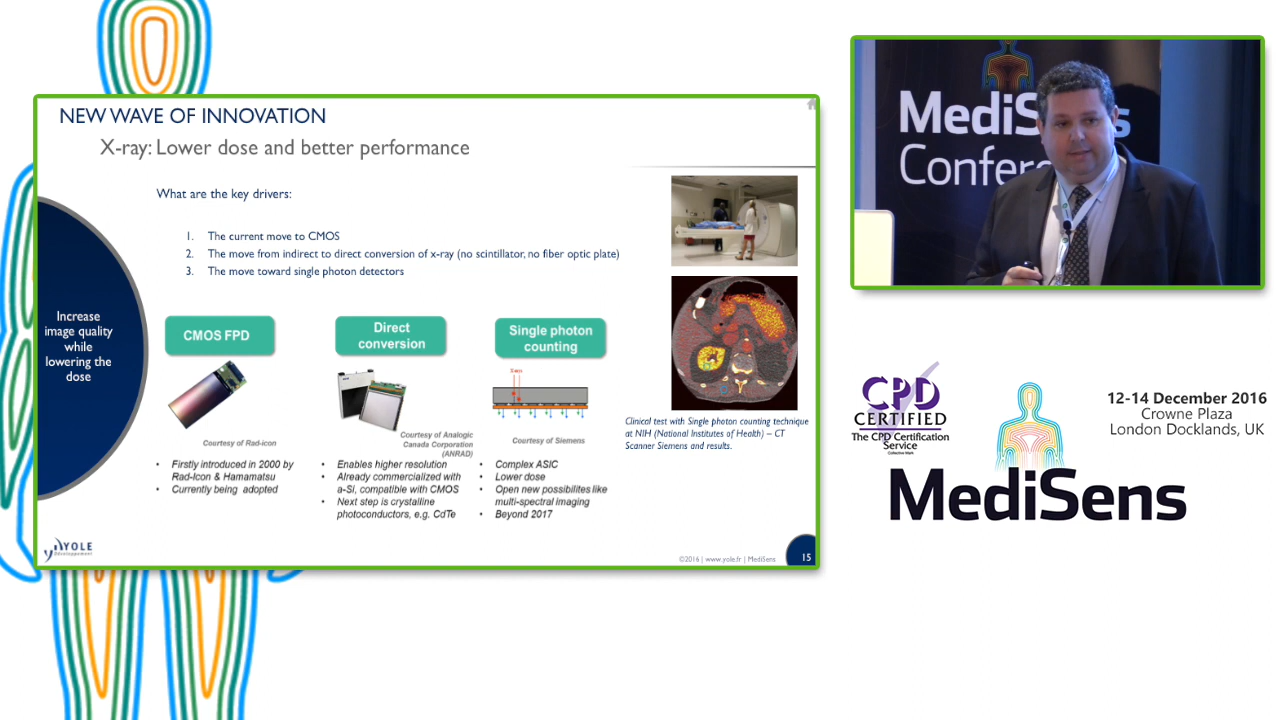 NEW WAVE OF INNOVATION
X-ray: Lower dose and better performance
What are the key drivers:
1. The current move to CMOS
2. The move from indirect to direct conversion of x-ray (no scintillator, no fiber optic plate)
3. The move toward single photon detectors
Increase
image quality
while
lowering the
dose
CMOS FPD
Courtesy of Rad-icon
• Firstly introduced in 2000 by
Rad-Icon & Hamamatsu
• Currently being adopted
Direct
conversion
Courtesy of Analogic
Canada Corporation
(ANRAD)
• Enables higher resolution
• Already commercialized with
a-SI, compatible with CMOS
• Next step is crystalline
photoconductors, e.g. CdTe
Single photon
counting
Courtesy of Siemens
• Complex ASIC
• Lower dose
• Open new possibilites like
multi-spectral imaging
• Beyond 2017
Clinical test with Single photon counting technique
at NIH (National Institutes of Health) – CT
Scanner Siemens and results.
YOLE
Développement
©2016 | www.yole.fr | MediSens
15
MediS s
Confere
CPD
CERTIFIED
The CPD Certification
Service
Collective Mark
12-14 December 2016
Crowne Plaza
London Docklands, UK
MediSens